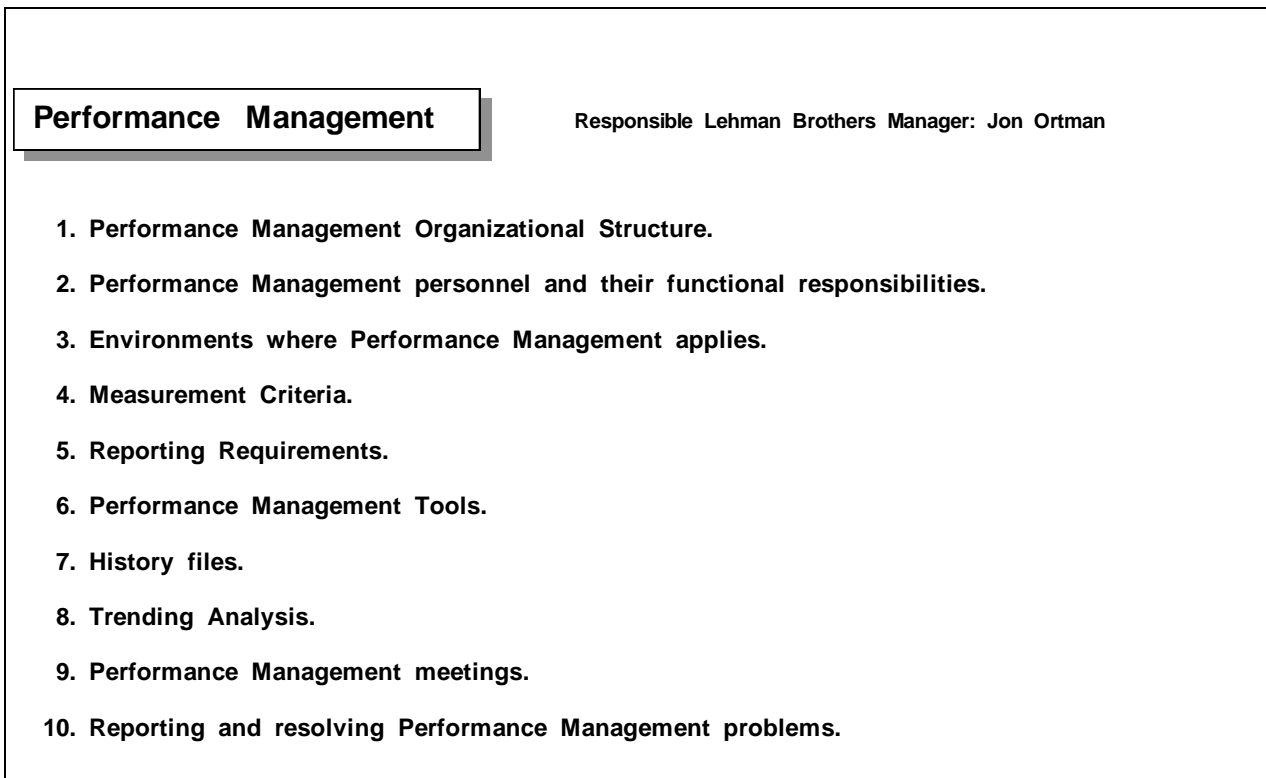 Performance Management
Responsible Lehman Brothers Manager: Jon Ortman
1. Performance Management Organizational Structure.
2. Performance Management personnel and their functional responsibilities.
3. Environments where Performance Management applies.
4. Measurement Criteria.
5. Reporting Requirements.
6. Performance Management Tools.
7. History files.
8. Trending Analysis.
9. Performance Management meetings.
10. Reporting and resolving Performance Management problems.